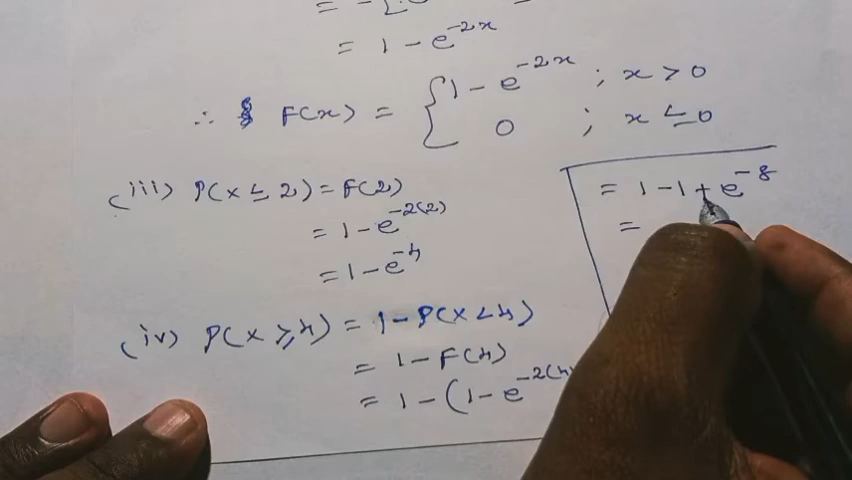 = 1 - e^{-2x}
∴ F(x) = { 1 - e^{-2x} ; x > 0
0 ; x ≤ 0
(iii) P(x ≤ 2) = F(2)
= 1 - e^{-2(2)}
= 1 - e^{-4}
(iv) P(x ≥ 4) = 1 - P(x < 4)
= 1 - F(4)
= 1 - (1 - e^{-2(4)
= 1 - 1 + e^{-8}
=